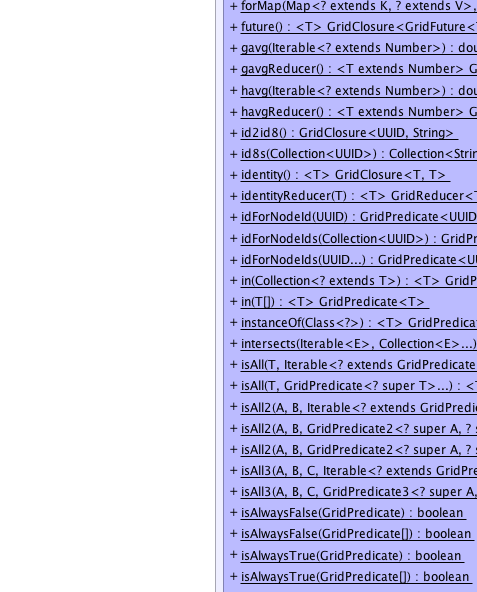 + forMap(Map<? extends K, ? extends V>,
+ future() : <T> GridClosure<GridFuture<
+ gavg(Iterable<? extends Number>) : dou
+ gavgReducer() : <T extends Number> G
+ havg(Iterable<? extends Number>) : dou
+ havgReducer() : <T extends Number> G
+ id2id8() : GridClosure<UUID, String>
+ id8s(Collection<UUID>) : Collection<Strin
+ identity() : <T> GridClosure<T, T>
+ identityReducer(T) : <T> GridReducer<T
+ idForNodeId(UUID) : GridPredicate<UUID
+ idForNodeIds(Collection<UUID>) : GridPr
+ idForNodeIds(UUID...) : GridPredicate<UU
+ in(Collection<? extends T>) : <T> GridP
+ in(T[]) : <T> GridPredicate<T>
+ instanceOf(Class<?>) : <T> GridPredica
+ intersects(Iterable<E>, Collection<E>...)
+ isAll(T, Iterable<? extends GridPredicate
+ isAll(T, GridPredicate<? super T>...) : <
+ isAll2(A, B, Iterable<? extends GridPredi
+ isAll2(A, B, GridPredicate2<? super A, ? s
+ isAll2(A, B, GridPredicate2<? super A, ? s
+ isAll3(A, B, C, Iterable<? extends GridPre
+ isAll3(A, B, C, GridPredicate3<? super A,
+ isAlwaysFalse(GridPredicate) : boolean
+ isAlwaysFalse(GridPredicate[]) : boolean
+ isAlwaysTrue(GridPredicate) : boolean
+ isAlwaysTrue(GridPredicate[]) : boolean